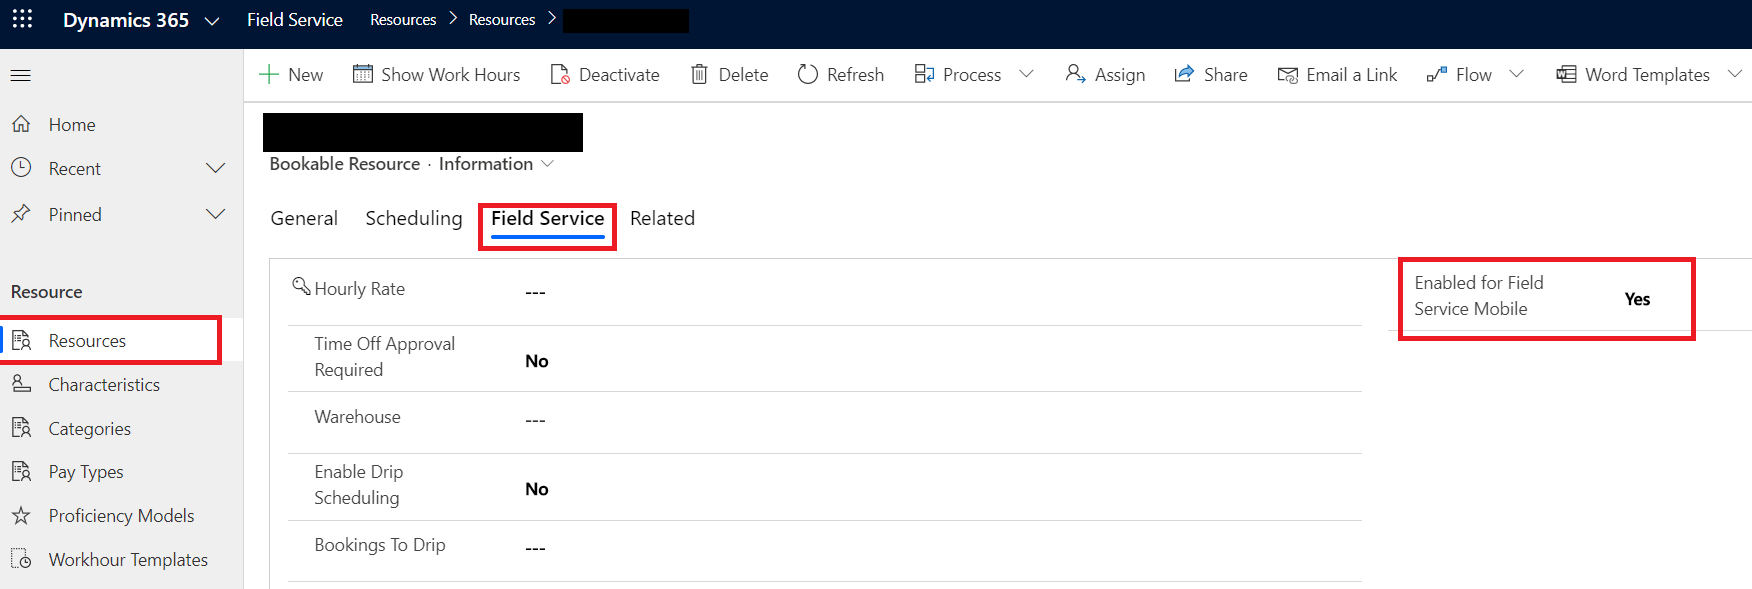 Dynamics 365 Field Service Resources > Resources >
New Show Work Hours Deactivate Delete Refresh Process Assign Share Email a Link Flow Word Templates
Home
Recent
Pinned
Resource
Resources
Characteristics
Categories
Pay Types
Proficiency Models
Workhour Templates
Bookable Resource · Information
General Scheduling Field Service Related
Hourly Rate ---
Time Off Approval
Required No
Warehouse ---
Enable Drip
Scheduling No
Bookings To Drip ---
Enabled for Field
Service Mobile Yes